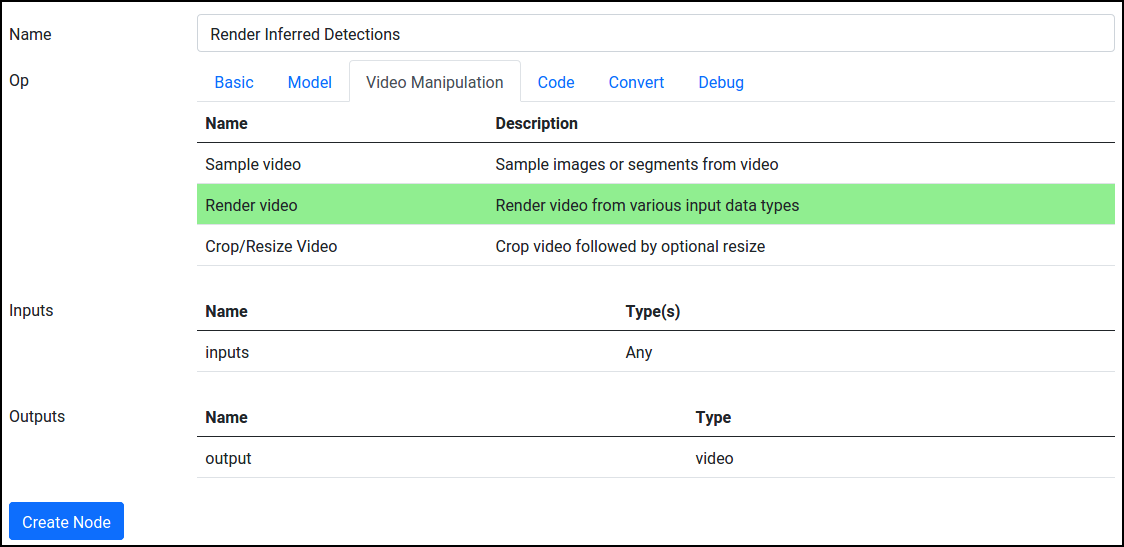 Name Render Inferred Detections
Op Basic Model Video Manipulation Code Convert Debug
Name Description
Sample video Sample images or segments from video
Render video Render video from various input data types
Crop/Resize Video Crop video followed by optional resize
Inputs Name Type(s)
inputs Any
Outputs Name Type
output video
Create Node